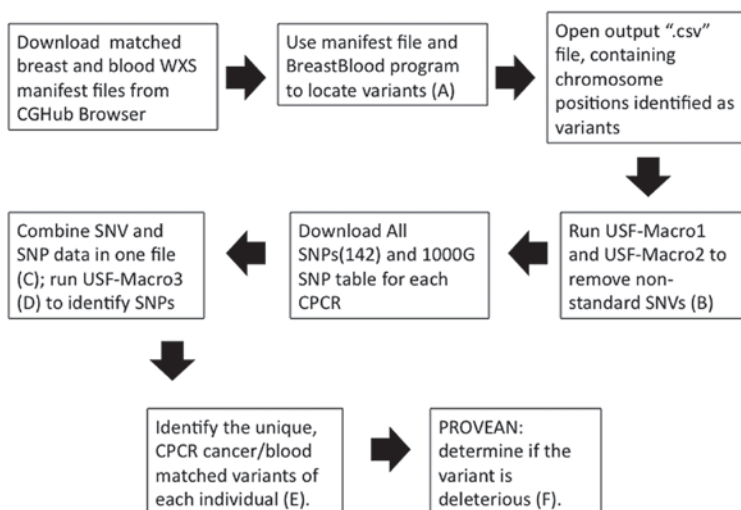 Download matched
breast and blood WXS
manifest files from
CGHub Browser
Use manifest file and
BreastBlood program
to locate variants (A)
Open output ".csv"
file, containing
chromosome
positions identified as
variants
Run USF-Macro1
and USF-Macro2 to
remove non-
standard SNVs (B)
Download All
SNPs(142) and 1000G
SNP table for each
CPCR
Combine SNV and
SNP data in one file
(C); run USF-Macro3
(D) to identify SNPs
Identify the unique,
CPCR cancer/blood
matched variants of
each individual (E).
PROVEAN:
determine if the
variant is
deleterious (F).